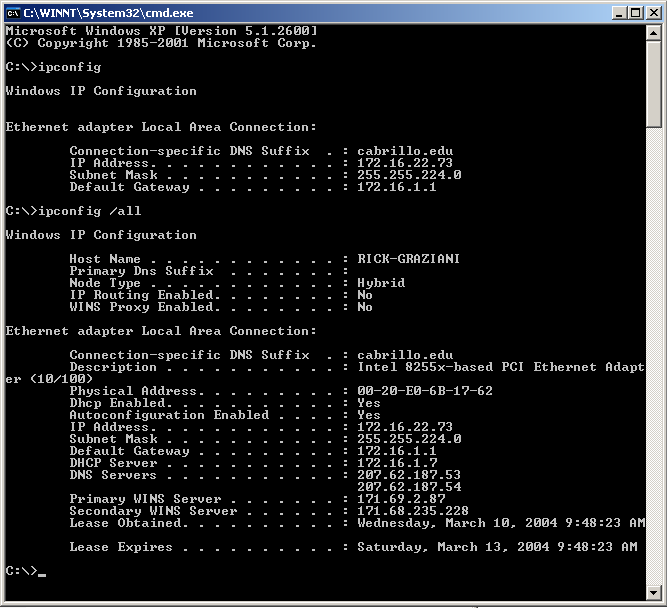 C:\WINNT\System32\cmd.exe
Microsoft Windows XP [Version 5.1.2600]
(C) Copyright 1985-2001 Microsoft Corp.
C:\>ipconfig
Windows IP Configuration
Ethernet adapter Local Area Connection:
Connection-specific DNS Suffix . : cabrillo.edu
IP Address. . . . . . . . . . . . : 172.16.22.73
Subnet Mask . . . . . . . . . . . : 255.255.224.0
Default Gateway . . . . . . . . . : 172.16.1.1
C:\>ipconfig /all
Windows IP Configuration
Host Name . . . . . . . . . . . . : RICK-GRAZIANI
Primary Dns Suffix . . . . . . . :
Node Type . . . . . . . . . . . . : Hybrid
IP Routing Enabled. . . . . . . . : No
WINS Proxy Enabled. . . . . . . . : No
Ethernet adapter Local Area Connection:
Connection-specific DNS Suffix . : cabrillo.edu
Description . . . . . . . . . . . : Intel 8255x-based PCI Ethernet Adapt
er (10/100)
Physical Address. . . . . . . . . : 00-20-E0-6B-17-62
Dhcp Enabled. . . . . . . . . . . : Yes
Autoconfiguration Enabled . . . . : Yes
IP Address. . . . . . . . . . . . : 172.16.22.73
Subnet Mask . . . . . . . . . . . : 255.255.224.0
Default Gateway . . . . . . . . . : 172.16.1.1
DHCP Server . . . . . . . . . . . : 172.16.1.7
DNS Servers . . . . . . . . . . . : 207.62.187.53
207.62.187.54
Primary WINS Server . . . . . . . : 171.69.2.87
Secondary WINS Server . . . . . . : 171.68.235.228
Lease Obtained. . . . . . . . . . : Wednesday, March 10, 2004 9:48:23 AM
Lease Expires . . . . . . . . . . : Saturday, March 13, 2004 9:48:23 AM
C:\>_